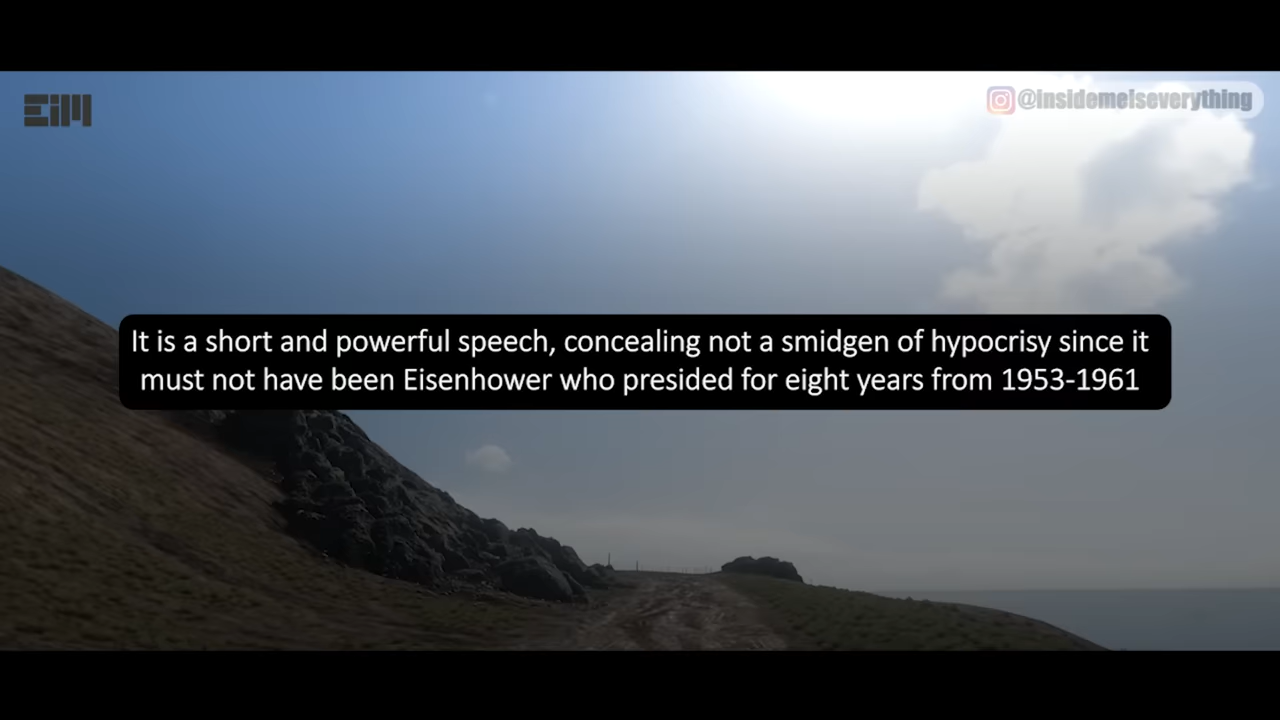 EiM
@insidemeiseverything
It is a short and powerful speech, concealing not a smidgen of hypocrisy since it
must not have been Eisenhower who presided for eight years from 1953-1961